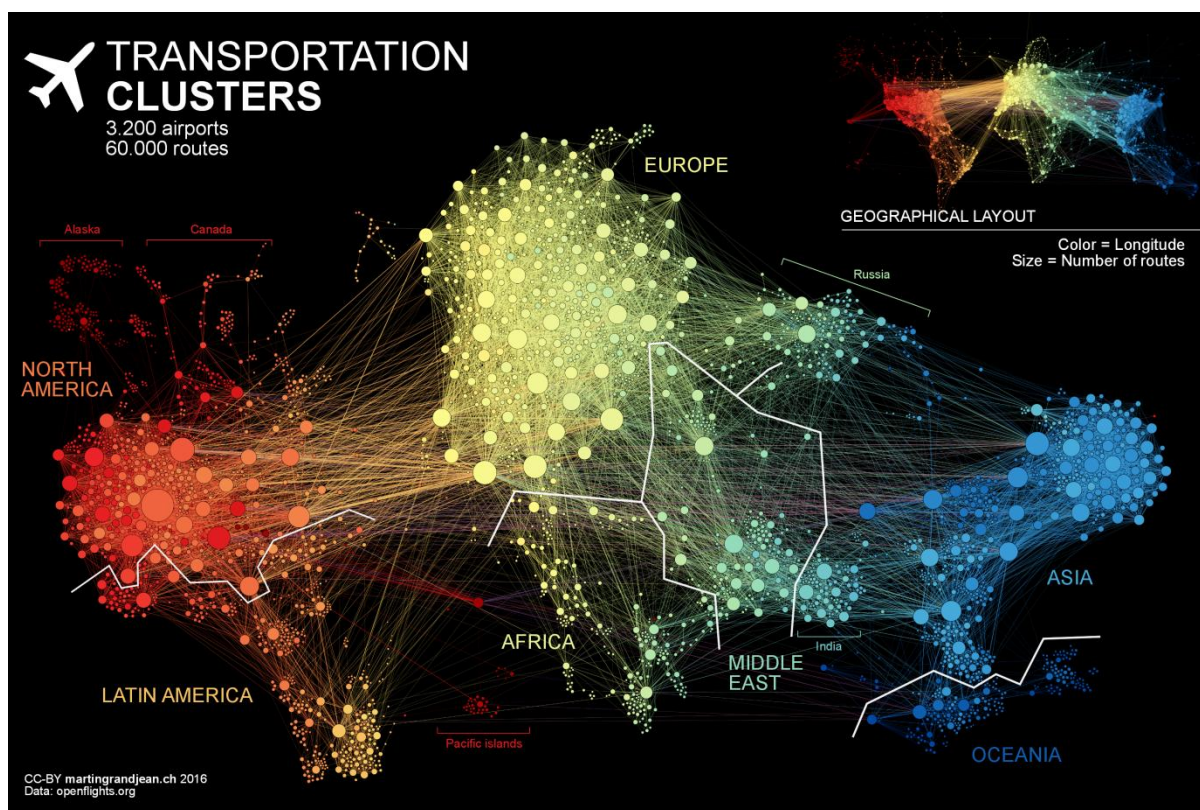 TRANSPORTATION
CLUSTERS
3.200 airports
60.000 routes
EUROPE
GEOGRAPHICAL LAYOUT
Color = Longitude
Size = Number of routes
Alaska
Canada
Russia
NORTH
AMERICA
ASIA
AFRICA
India
MIDDLE
EAST
LATIN AMERICA
Pacific islands
OCEANIA
CC-BY martingrandjean.ch 2016
Data: openflights.org